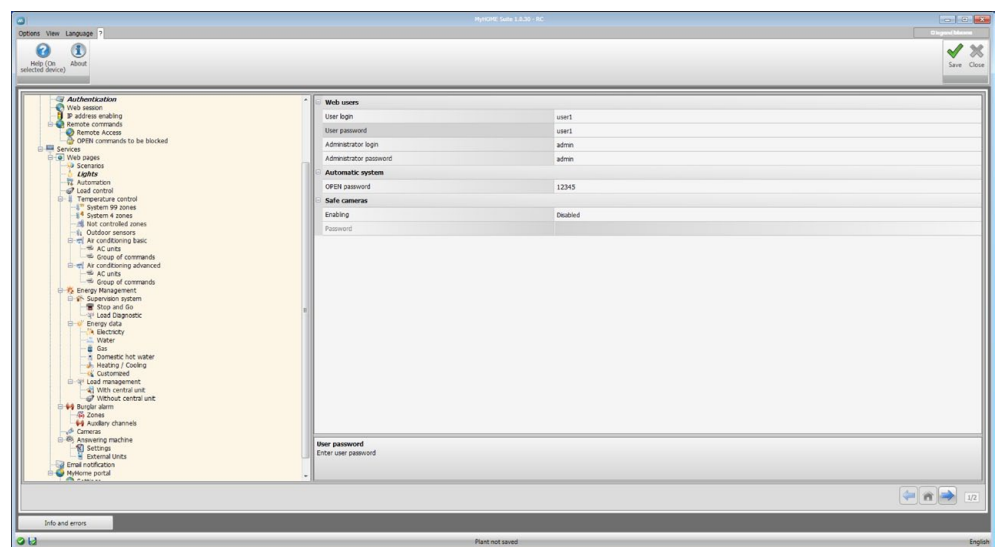 MyHOME Suite 1.0.30 - RC
Options View Language ?
Help (On selected device)
About
Save
Close
Authentication
Web session
IP address enabling
Remote commands
Remote Access
OPEN commands to be blocked
Services
Web pages
Scenarios
Lights
Automation
Load control
Temperature control
System 99 zones
System 4 zones
Not controlled zones
Outdoor sensors
Air conditioning basic
AC units
Group of commands
Air conditioning advanced
AC units
Group of commands
Energy Management
Supervision system
Stop and Go
Load Diagnostic
Energy data
Electricity
Water
Gas
Domestic hot water
Heating / Cooling
Customized
Load management
With central unit
Without central unit
Burglar alarm
Zones
Auxiliary channels
Cameras
Answering machine
Settings
External Units
Email notification
MyHome portal
Web users
User login user1
User password user1
Administrator login admin
Administrator password admin
Automatic system
OPEN password 12345
Safe cameras
Enabling Disabled
Password
User password
Enter user password
1/2
Info and errors
Plant not saved
English